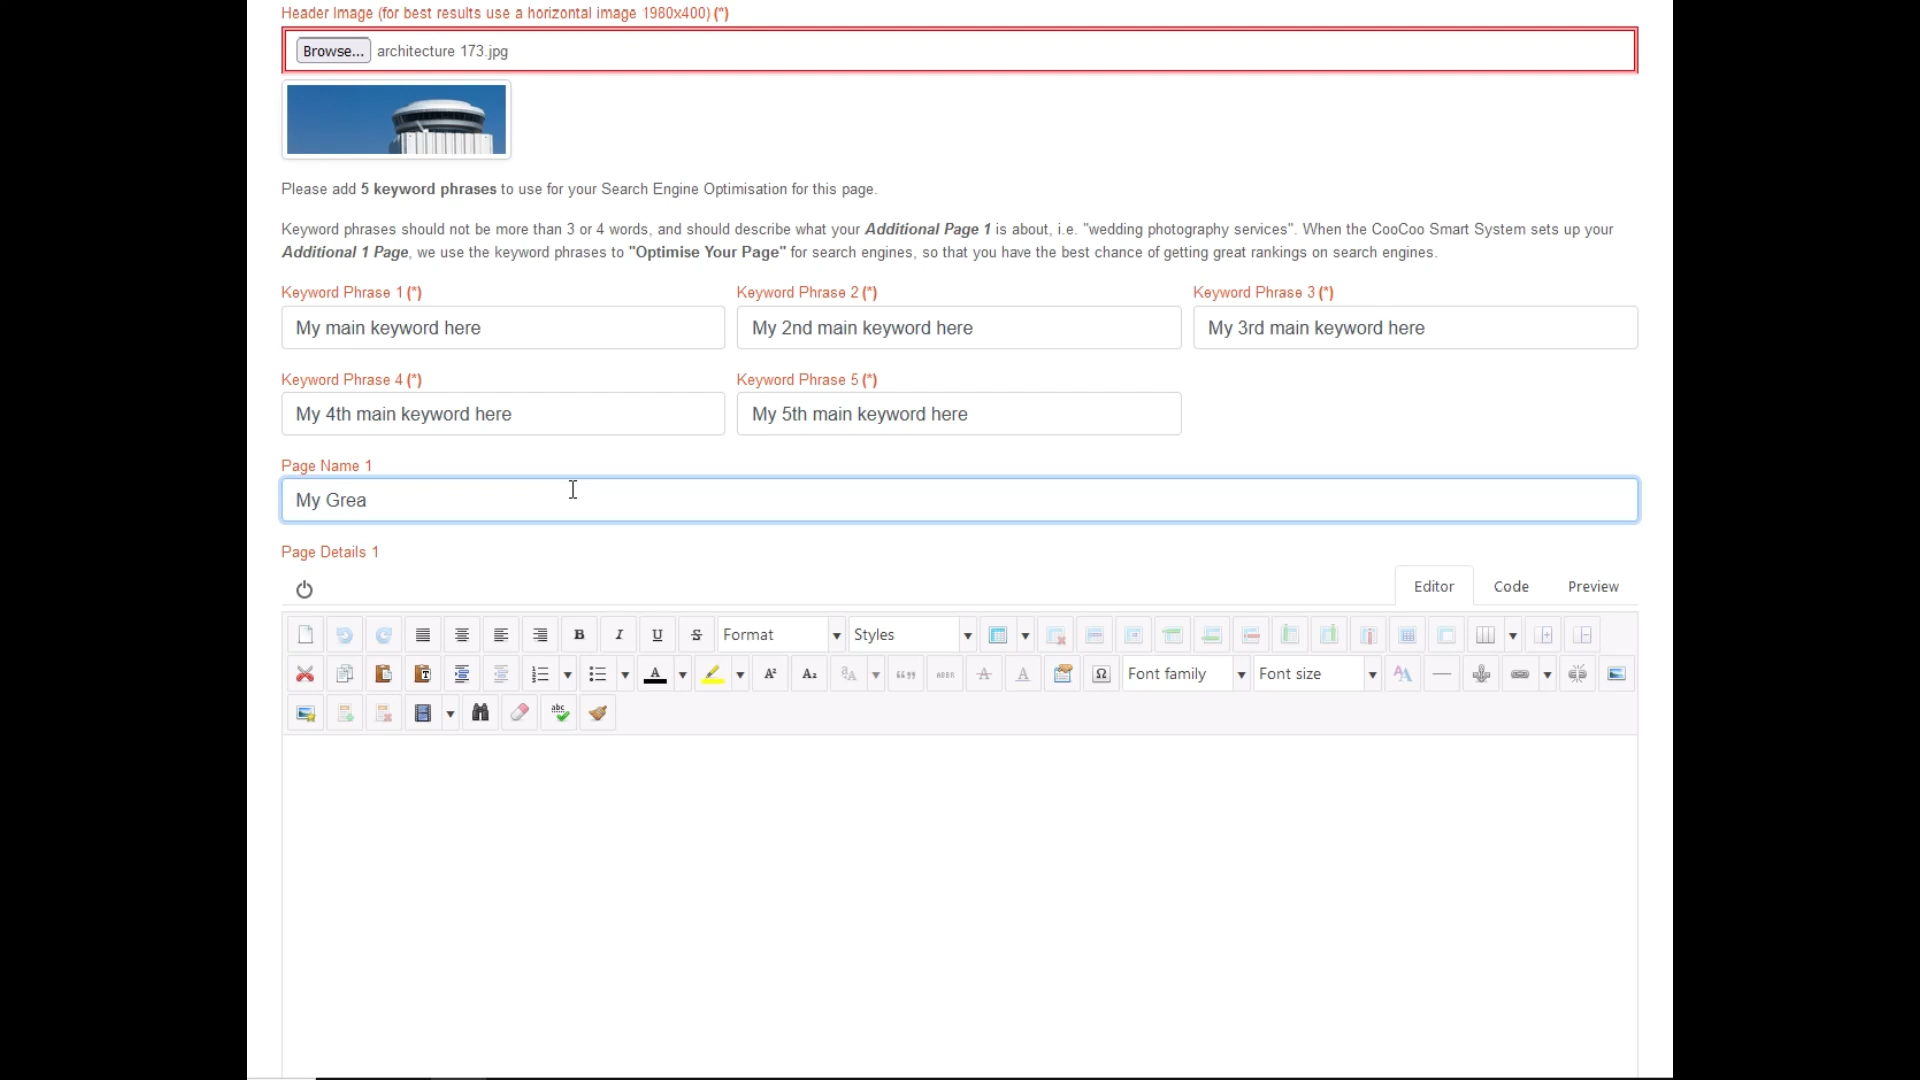 Header Image (for best results use a horizontal image 1980x400) (*)
Browse... architecture 173.jpg
Please add 5 keyword phrases to use for your Search Engine Optimisation for this page.
Keyword phrases should not be more than 3 or 4 words, and should describe what your Additional Page 1 is about, i.e. "wedding photography services". When the CooCoo Smart System sets up your
Additional 1 Page, we use the keyword phrases to "Optimise Your Page" for search engines, so that you have the best chance of getting great rankings on search engines.
Keyword Phrase 1 (*) Keyword Phrase 2 (*) Keyword Phrase 3 (*)
My main keyword here My 2nd main keyword here My 3rd main keyword here
Keyword Phrase 4 (*) Keyword Phrase 5 (*)
My 4th main keyword here My 5th main keyword here
Page Name 1
My Grea
Page Details 1
Editor Code Preview
Format Styles
Font family Font size